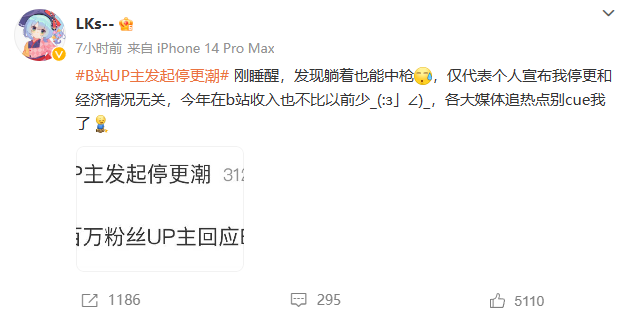 LKs--
7小时前 来自 iPhone 14 Pro Max
#B站UP主发起停更潮# 刚睡醒，发现躺着也能中枪，仅代表个人宣布我停更和
经济情况无关，今年在b站收入也不比以前少_(:з」∠)_，各大媒体追热点别cue我
了
P主发起停更潮 312
百万粉丝UP主回应B
1186
295
5110